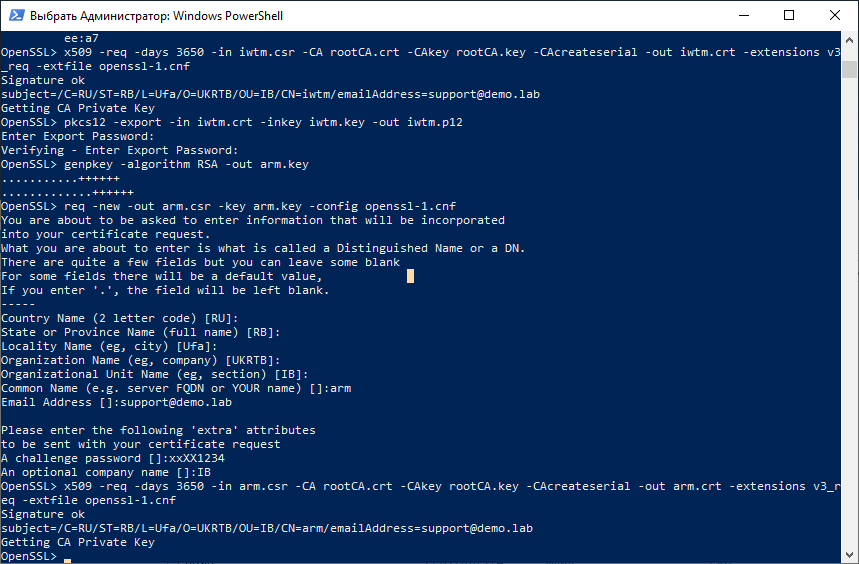 Выбрать Администратор: Windows PowerShell
ee:a7
OpenSSL> x509 -req -days 3650 -in iwtm.csr -CA rootCA.crt -CAkey rootCA.key -CAcreateserial -out iwtm.crt -extensions v3
_req -extfile openssl-1.cnf
Signature ok
subject=/C=RU/ST=RB/L=Ufa/O=UKRTB/OU=IB/CN=iwtm/emailAddress=support@demo.lab
Getting CA Private Key
OpenSSL> pkcs12 -export -in iwtm.crt -inkey iwtm.key -out iwtm.p12
Enter Export Password:
Verifying - Enter Export Password:
OpenSSL> genpkey -algorithm RSA -out arm.key
...........++++++
.............++++++
OpenSSL> req -new -out arm.csr -key arm.key -config openssl-1.cnf
You are about to be asked to enter information that will be incorporated
into your certificate request.
What you are about to enter is what is called a Distinguished Name or a DN.
There are quite a few fields but you can leave some blank
For some fields there will be a default value,
If you enter '.', the field will be left blank.
-----
Country Name (2 letter code) [RU]:
State or Province Name (full name) [RB]:
Locality Name (eg, city) [Ufa]:
Organization Name (eg, company) [UKRTB]:
Organizational Unit Name (eg, section) [IB]:
Common Name (e.g. server FQDN or YOUR name) []:arm
Email Address []:support@demo.lab
Please enter the following 'extra' attributes
to be sent with your certificate request
A challenge password []:xxXX1234
An optional company name []:IB
OpenSSL> x509 -req -days 3650 -in arm.csr -CA rootCA.crt -CAkey rootCA.key -CAcreateserial -out arm.crt -extensions v3_r
eq -extfile openssl-1.cnf
Signature ok
subject=/C=RU/ST=RB/L=Ufa/O=UKRTB/OU=IB/CN=arm/emailAddress=support@demo.lab
Getting CA Private Key
OpenSSL>